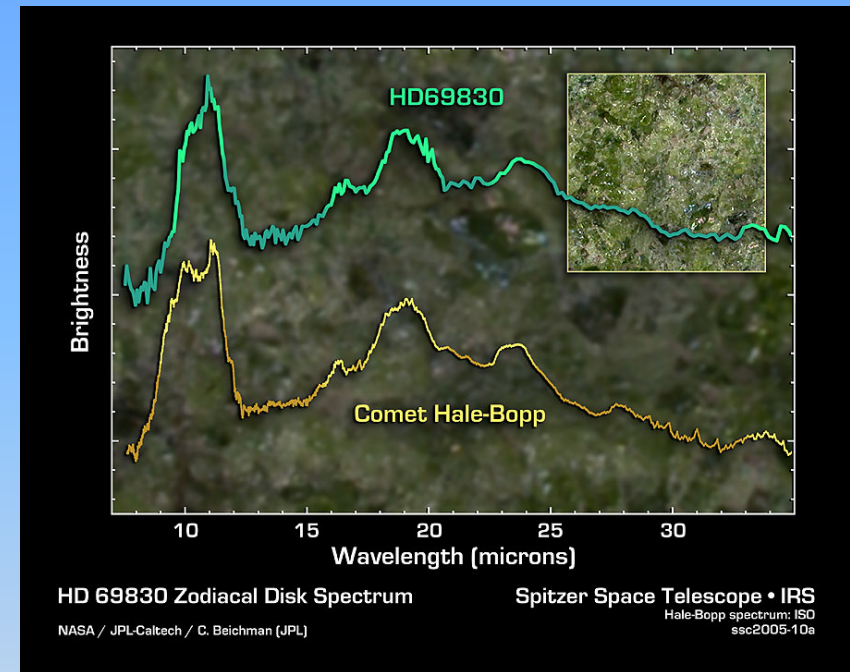 HD69830
Brightness
Comet Hale-Bopp
10 15 20 25 30
Wavelength (microns)
HD 69830 Zodiacal Disk Spectrum
Spitzer Space Telescope • IRS
Hale-Bopp spectrum: ISO
NASA / JPL-Caltech / C. Beichman (JPL)
ssc2005-10a